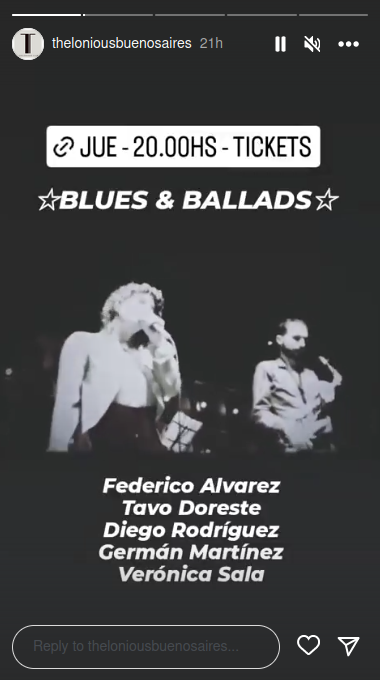 theloniousbuenosaires 21h
JUE - 20.00HS - TICKETS
☆BLUES & BALLADS☆
Federico Alvarez
Tavo Doreste
Diego Rodríguez
Germán Martínez
Verónica Sala
Reply to theloniousbuenosaires...